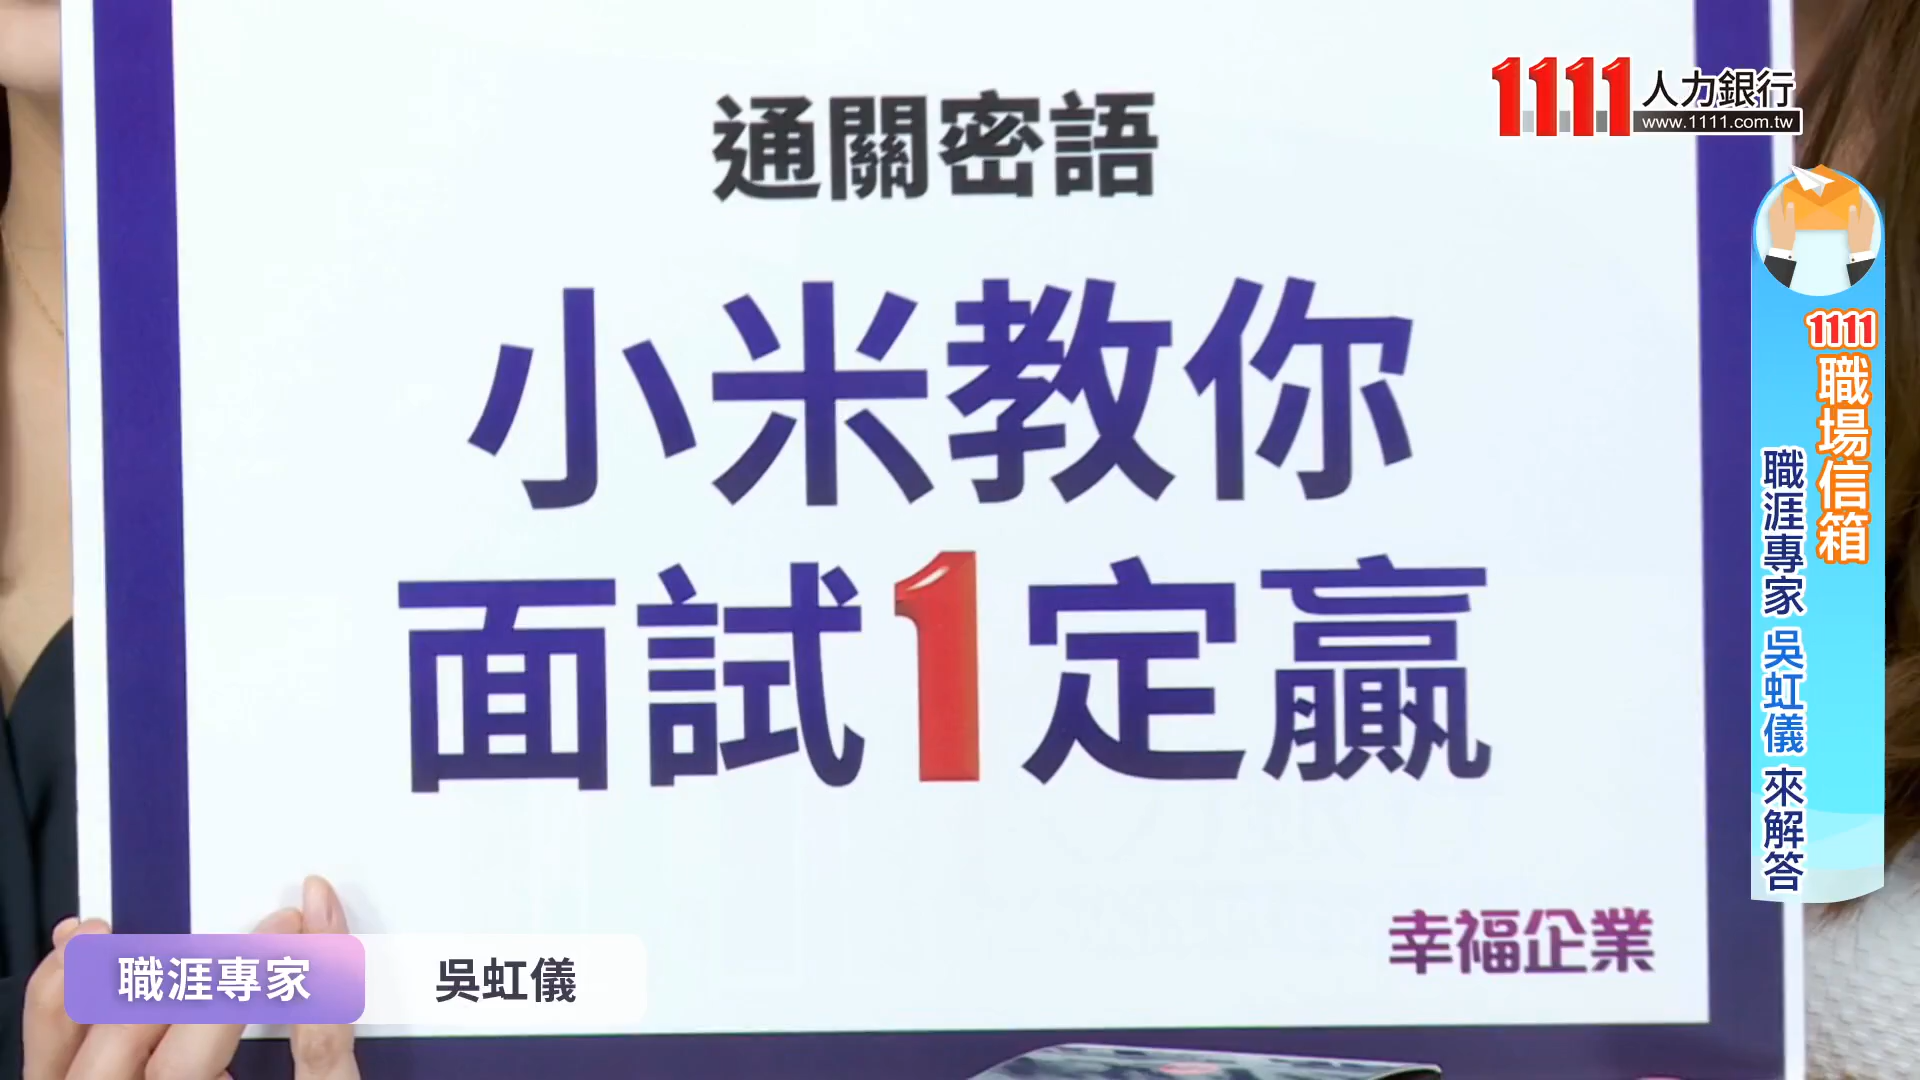 通關密語
小米教你
面試1定贏
幸福企業
1111人力銀行
www.1111.com.tw
1111職場信箱
職涯專家 吳虹儀 來解答
職涯專家 吳虹儀